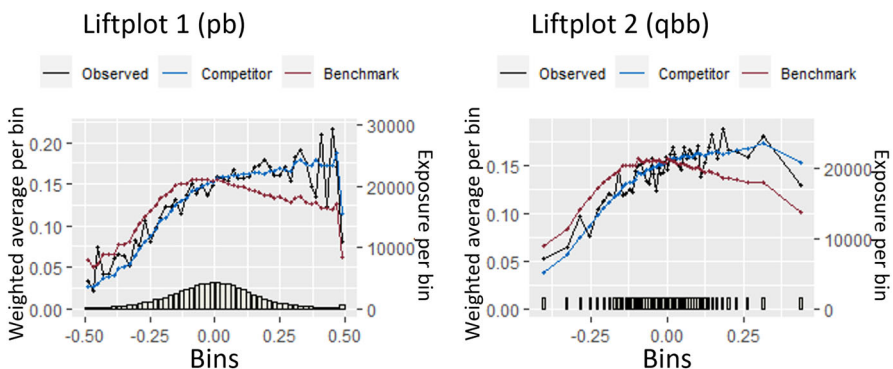 Liftplot 1 (pb)
Observed Competitor Benchmark
Weighted average per bin
0.20
0.15
0.10
0.05
0.00
30000
20000
10000
0
Exposure per bin
-0.50 -0.25 0.00 0.25 0.50
Bins
Liftplot 2 (qbb)
Observed Competitor Benchmark
Weighted average per bin
0.15
0.10
0.05
0.00
20000
10000
0
Exposure per bin
-0.25 0.00 0.25
Bins